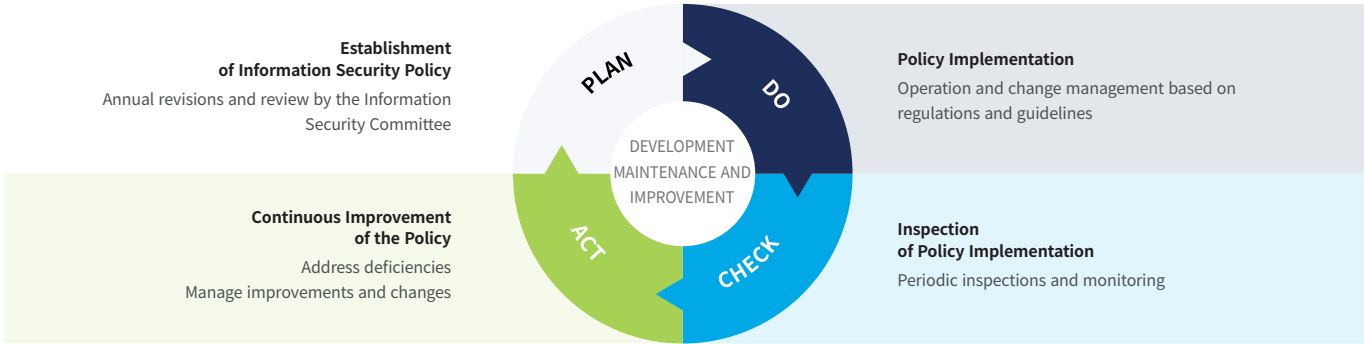 Establishment
of Information Security Policy
Annual revisions and review by the Information
Security Committee
PLAN
DO
Policy Implementation
Operation and change management based on
regulations and guidelines
DEVELOPMENT
MAINTENANCE AND
IMPROVEMENT
Continuous Improvement
of the Policy
Address deficiencies
Manage improvements and changes
ACT
CHECK
Inspection
of Policy Implementation
Periodic inspections and monitoring